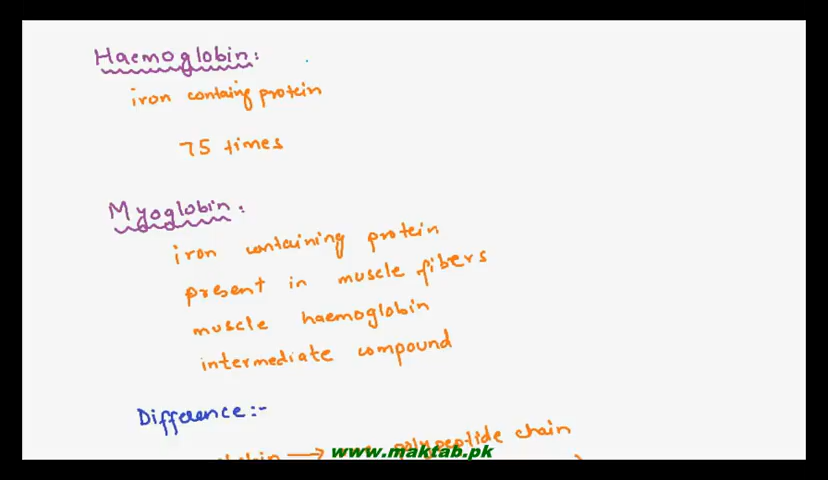 Haemoglobin:
iron containg protein
75 times
Myoglobin:
iron containing protein
present in muscle fibers
muscle haemoglobin
intermediate compound
Difference:-
polypeptide chain
www.maktab.pk